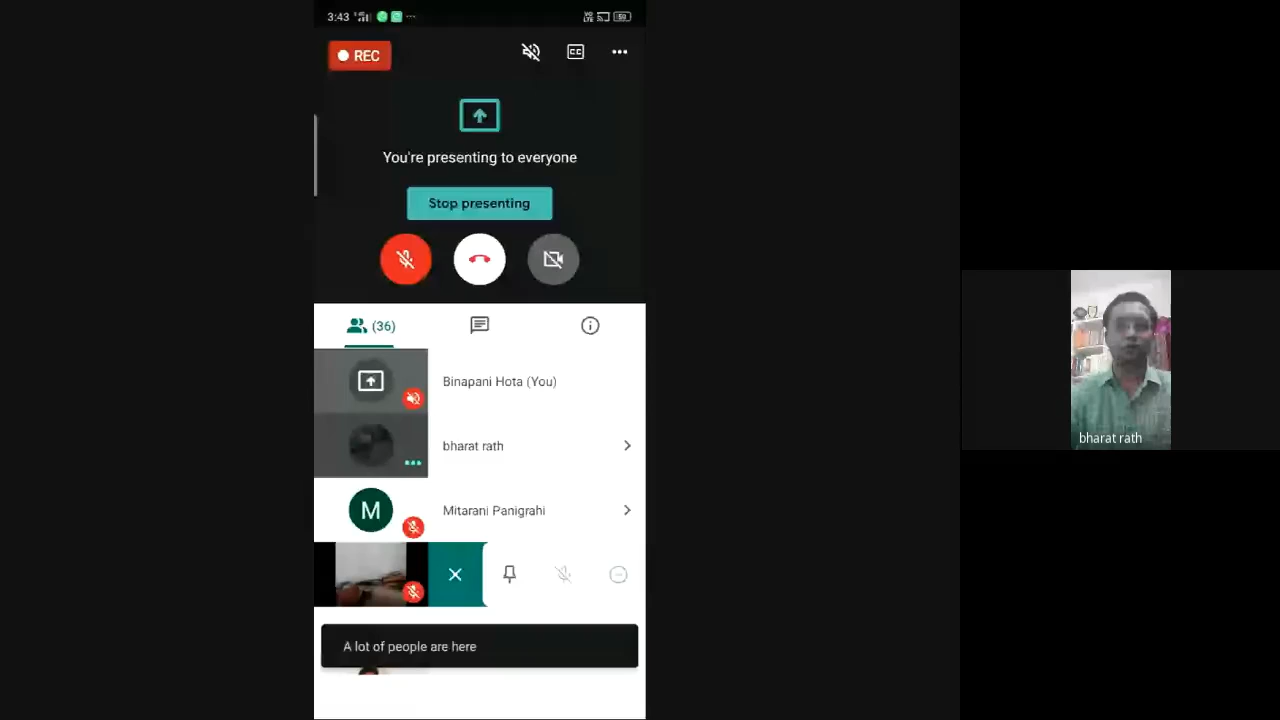 3:43
REC
CC
You're presenting to everyone
Stop presenting
(36)
Binapani Hota (You)
bharat rath
M
Mitarani Panigrahi
A lot of people are here
bharat rath